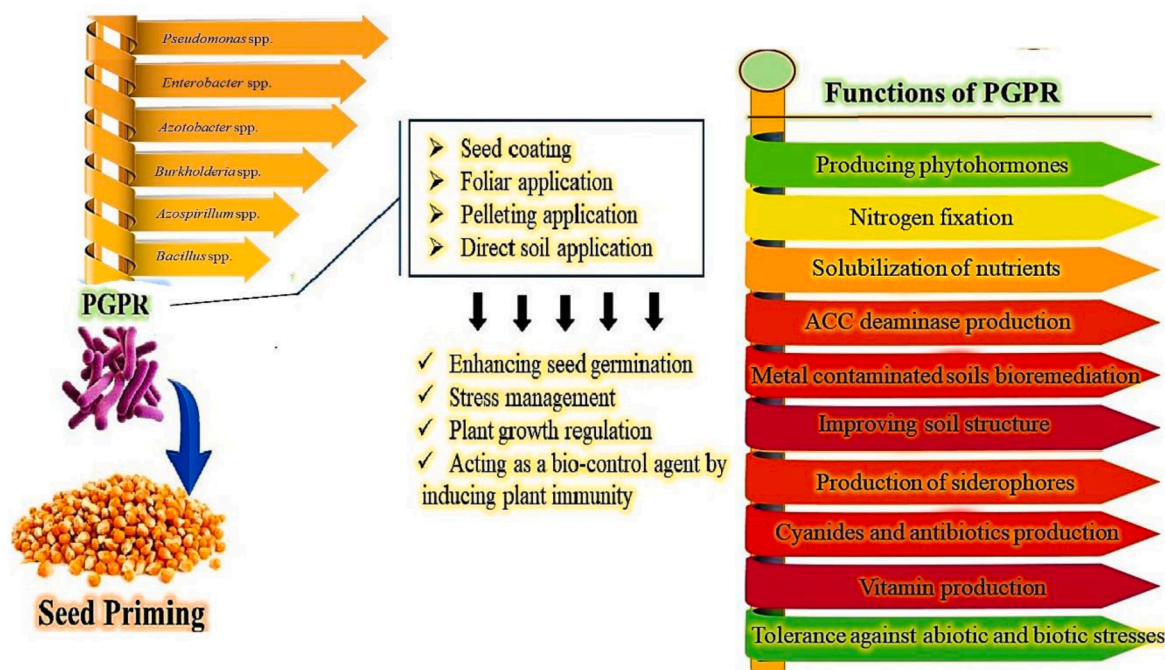 Pseudomonas spp.
Enterobacter spp.
Azotobacter spp.
Burkholderia spp.
Azospirillum spp.
Bacillus spp.
PGPR
Seed Priming
➢ Seed coating
➢ Foliar application
➢ Pelleting application
➢ Direct soil application
✓ Enhancing seed germination
✓ Stress management
✓ Plant growth regulation
✓ Acting as a bio-control agent by
inducing plant immunity
Functions of PGPR
Producing phytohormones
Nitrogen fixation
Solubilization of nutrients
ACC deaminase production
Metal contaminated soils bioremediation
Improving soil structure
Production of siderophores
Cyanides and antibiotics production
Vitamin production
Tolerance against abiotic and biotic stresses